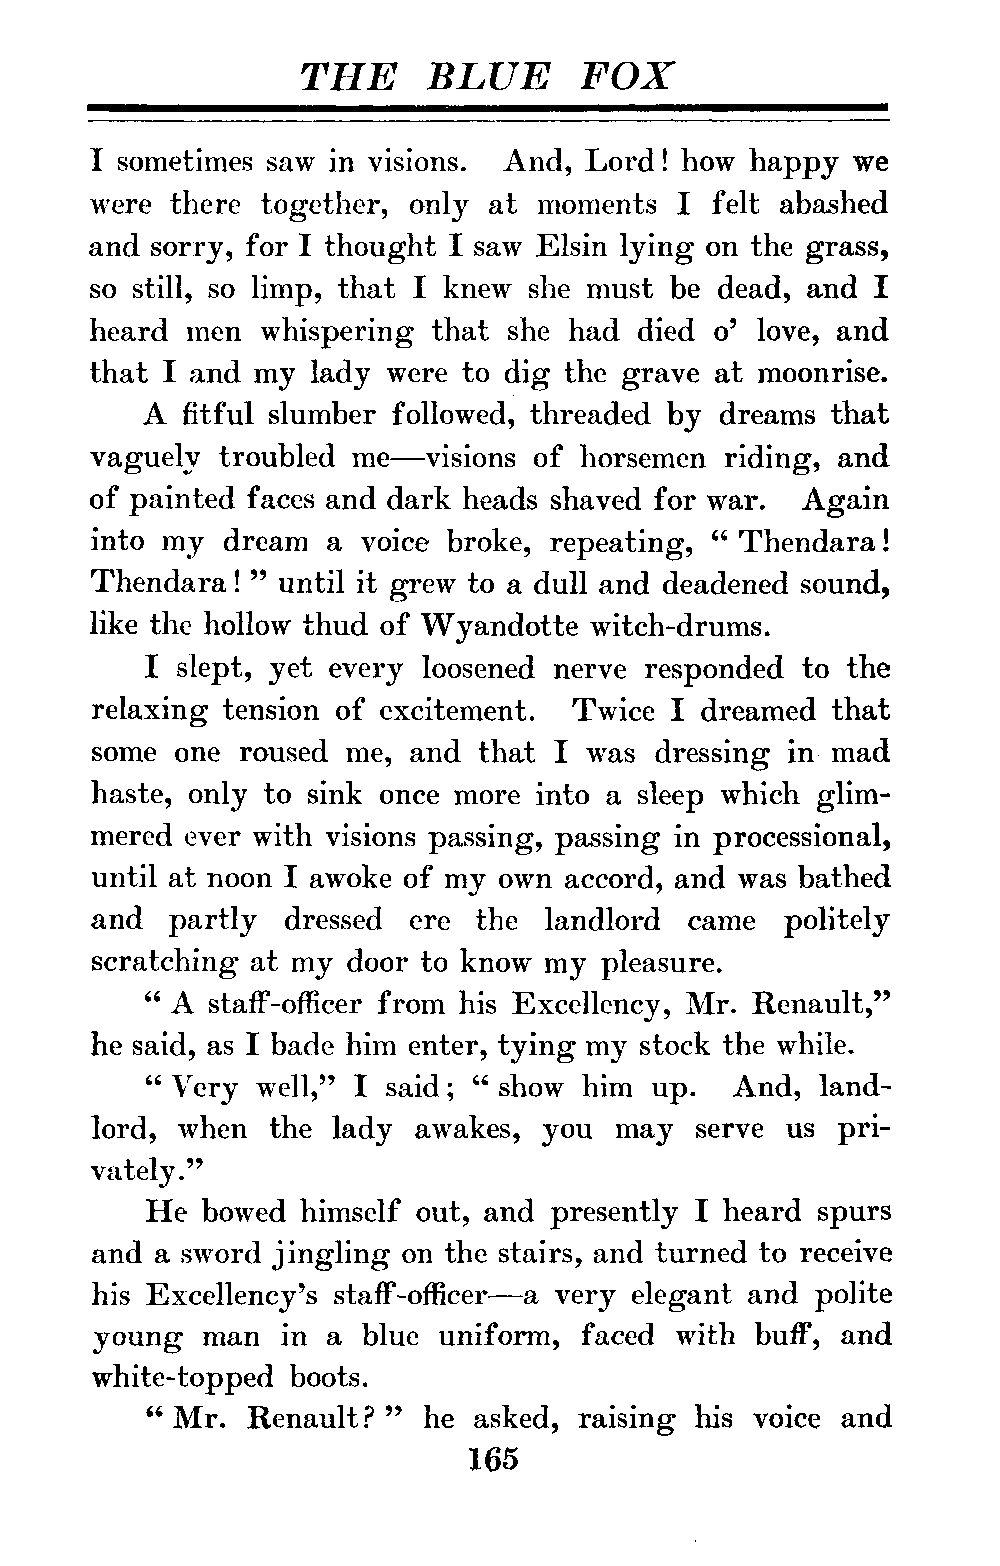 THE BLUE FOX
I sometimes saw in visions. And, Lord! how happy we
were there together, only at moments I felt abashed
and sorry, for I thought I saw Elsin lying on the grass,
so still, so limp, that I knew she must be dead, and I
heard men whispering that she had died o' love, and
that I and my lady were to dig the grave at moonrise.
A fitful slumber followed, threaded by dreams that
vaguely troubled me—visions of horsemen riding, and
of painted faces and dark heads shaved for war. Again
into my dream a voice broke, repeating, “ Thendara!
Thendara! ” until it grew to a dull and deadened sound,
like the hollow thud of Wyandotte witch-drums.
I slept, yet every loosened nerve responded to the
relaxing tension of excitement. Twice I dreamed that
some one roused me, and that I was dressing in mad
haste, only to sink once more into a sleep which glim-
mered ever with visions passing, passing in processional,
until at noon I awoke of my own accord, and was bathed
and partly dressed ere the landlord came politely
scratching at my door to know my pleasure.
“ A staff-officer from his Excellency, Mr. Renault,”
he said, as I bade him enter, tying my stock the while.
“ Very well,” I said; “ show him up. And, land-
lord, when the lady awakes, you may serve us pri-
vately.”
He bowed himself out, and presently I heard spurs
and a sword jingling on the stairs, and turned to receive
his Excellency's staff-officer—a very elegant and polite
young man in a blue uniform, faced with buff, and
white-topped boots.
“ Mr. Renault? ” he asked, raising his voice and
165